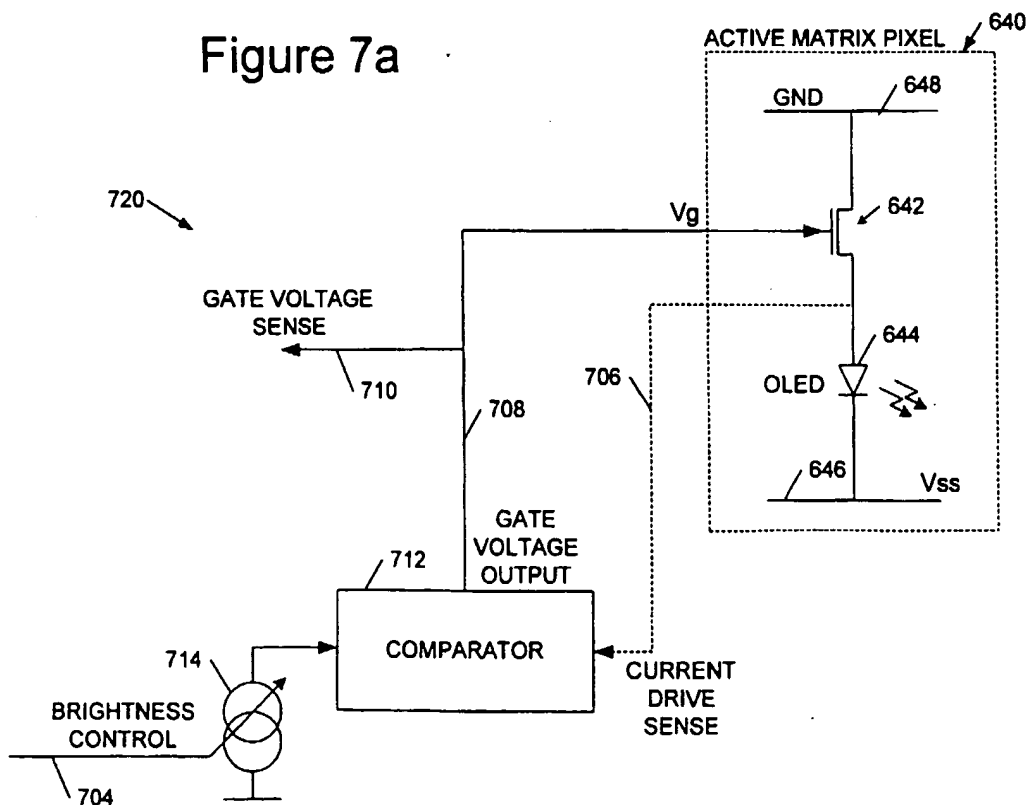 Figure 7a
ACTIVE MATRIX PIXEL
640
GND
648
720
Vg
642
GATE VOLTAGE
SENSE
710
706
644
OLED
708
646
Vss
GATE
VOLTAGE
OUTPUT
712
COMPARATOR
714
CURRENT
DRIVE
SENSE
BRIGHTNESS
CONTROL
704